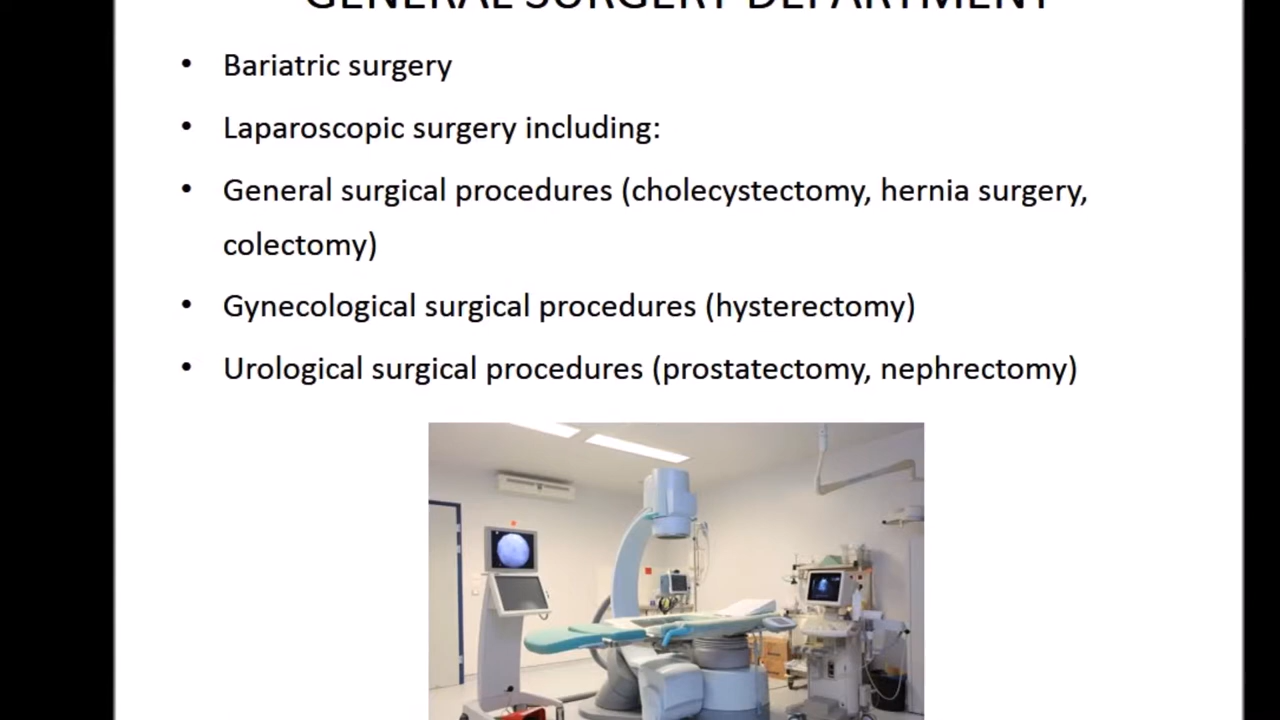 GENERAL SURGERY DEPARTMENT
• Bariatric surgery
• Laparoscopic surgery including:
• General surgical procedures (cholecystectomy, hernia surgery,
colectomy)
• Gynecological surgical procedures (hysterectomy)
• Urological surgical procedures (prostatectomy, nephrectomy)